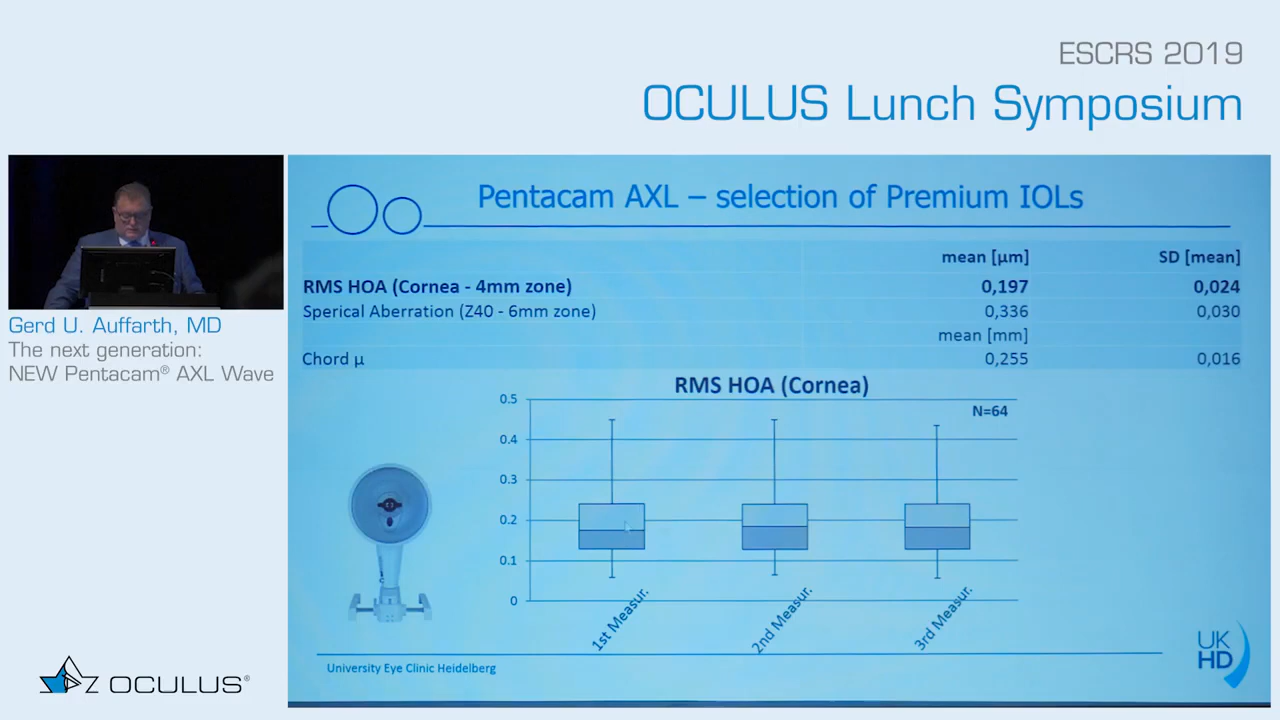 ESCRS 2019
OCULUS Lunch Symposium
Pentacam AXL – selection of Premium IOLs
mean [µm] SD [mean]
RMS HOA (Cornea - 4mm zone) 0,197 0,024
Sperical Aberration (Z40 - 6mm zone) 0,336 0,030
mean [mm]
Chord µ 0,255 0,016
RMS HOA (Cornea)
N=64
0.5
0.4
0.3
0.2
0.1
0
1st Measur.
2nd Measur.
3rd Measur.
University Eye Clinic Heidelberg
UK
HD
Gerd U. Auffarth, MD
The next generation:
NEW Pentacam® AXL Wave
OCULUS®